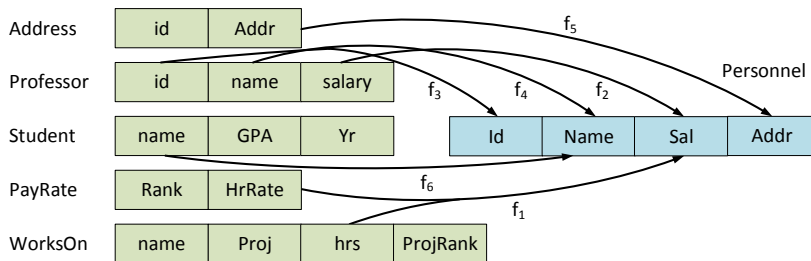 Address id Addr
f5
Professor id name salary
Personnel
f3 f4 f2
Student name GPA Yr
Id Name Sal Addr
PayRate Rank HrRate
f6
f1
WorksOn name Proj hrs ProjRank